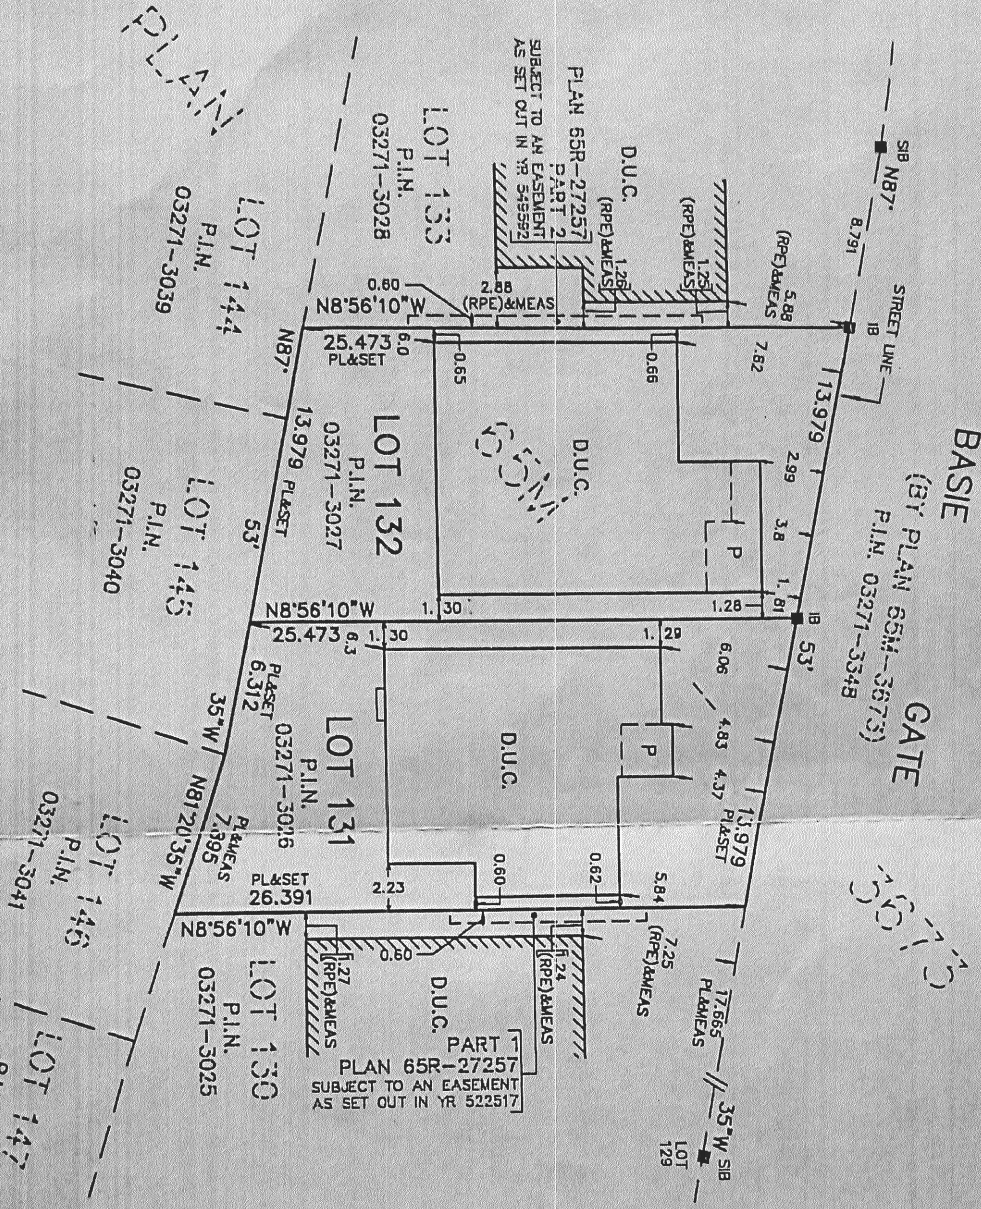 BASIE GATE
(BY PLAN 65M-3673)
P.I.N. 03271-3348
STREET LINE
SIB
N87°
8.791
IB
13.979
IB
53'
13.979
PL&SET
17.665
PL&MEAS
35"W
SIB
LOT
129
PLAN
65M
-3673
D.U.C.
PLAN 65R-27257
PART 2
SUBJECT TO AN EASEMENT
AS SET OUT IN YR 549592
1.26
(RPE)&MEAS
1.25
(RPE)&MEAS
5.88
(RPE)&MEAS
2.88
(RPE)&MEAS
0.60
LOT 133
P.I.N.
03271-3028
N8°56'10"W
25.473
PL&SET
6.0
0.65
0.66
7.62
2.99
3.8
1.81
D.U.C.
P
1.30
1.28
LOT 132
P.I.N.
03271-3027
N8°56'10"W
25.473
6.3
1.30
1.29
6.06
4.83
4.37
P
D.U.C.
LOT 131
P.I.N.
03271-3026
2.23
0.60
0.62
5.84
PL&SET
26.391
N8°56'10"W
0.60
1.27
(RPE)&MEAS
1.24
(RPE)&MEAS
7.25
(RPE)&MEAS
D.U.C.
PART 1
PLAN 65R-27257
SUBJECT TO AN EASEMENT
AS SET OUT IN YR 522517
LOT 130
P.I.N.
03271-3025
N87°
13.979 PL&SET
53'
PL&SET
6.312
35"W
N81°20'35"W
PL&MEAS
7.395
LOT 144
P.I.N.
03271-3039
LOT 145
P.I.N.
03271-3040
LOT 146
P.I.N.
03271-3041
LOT 147